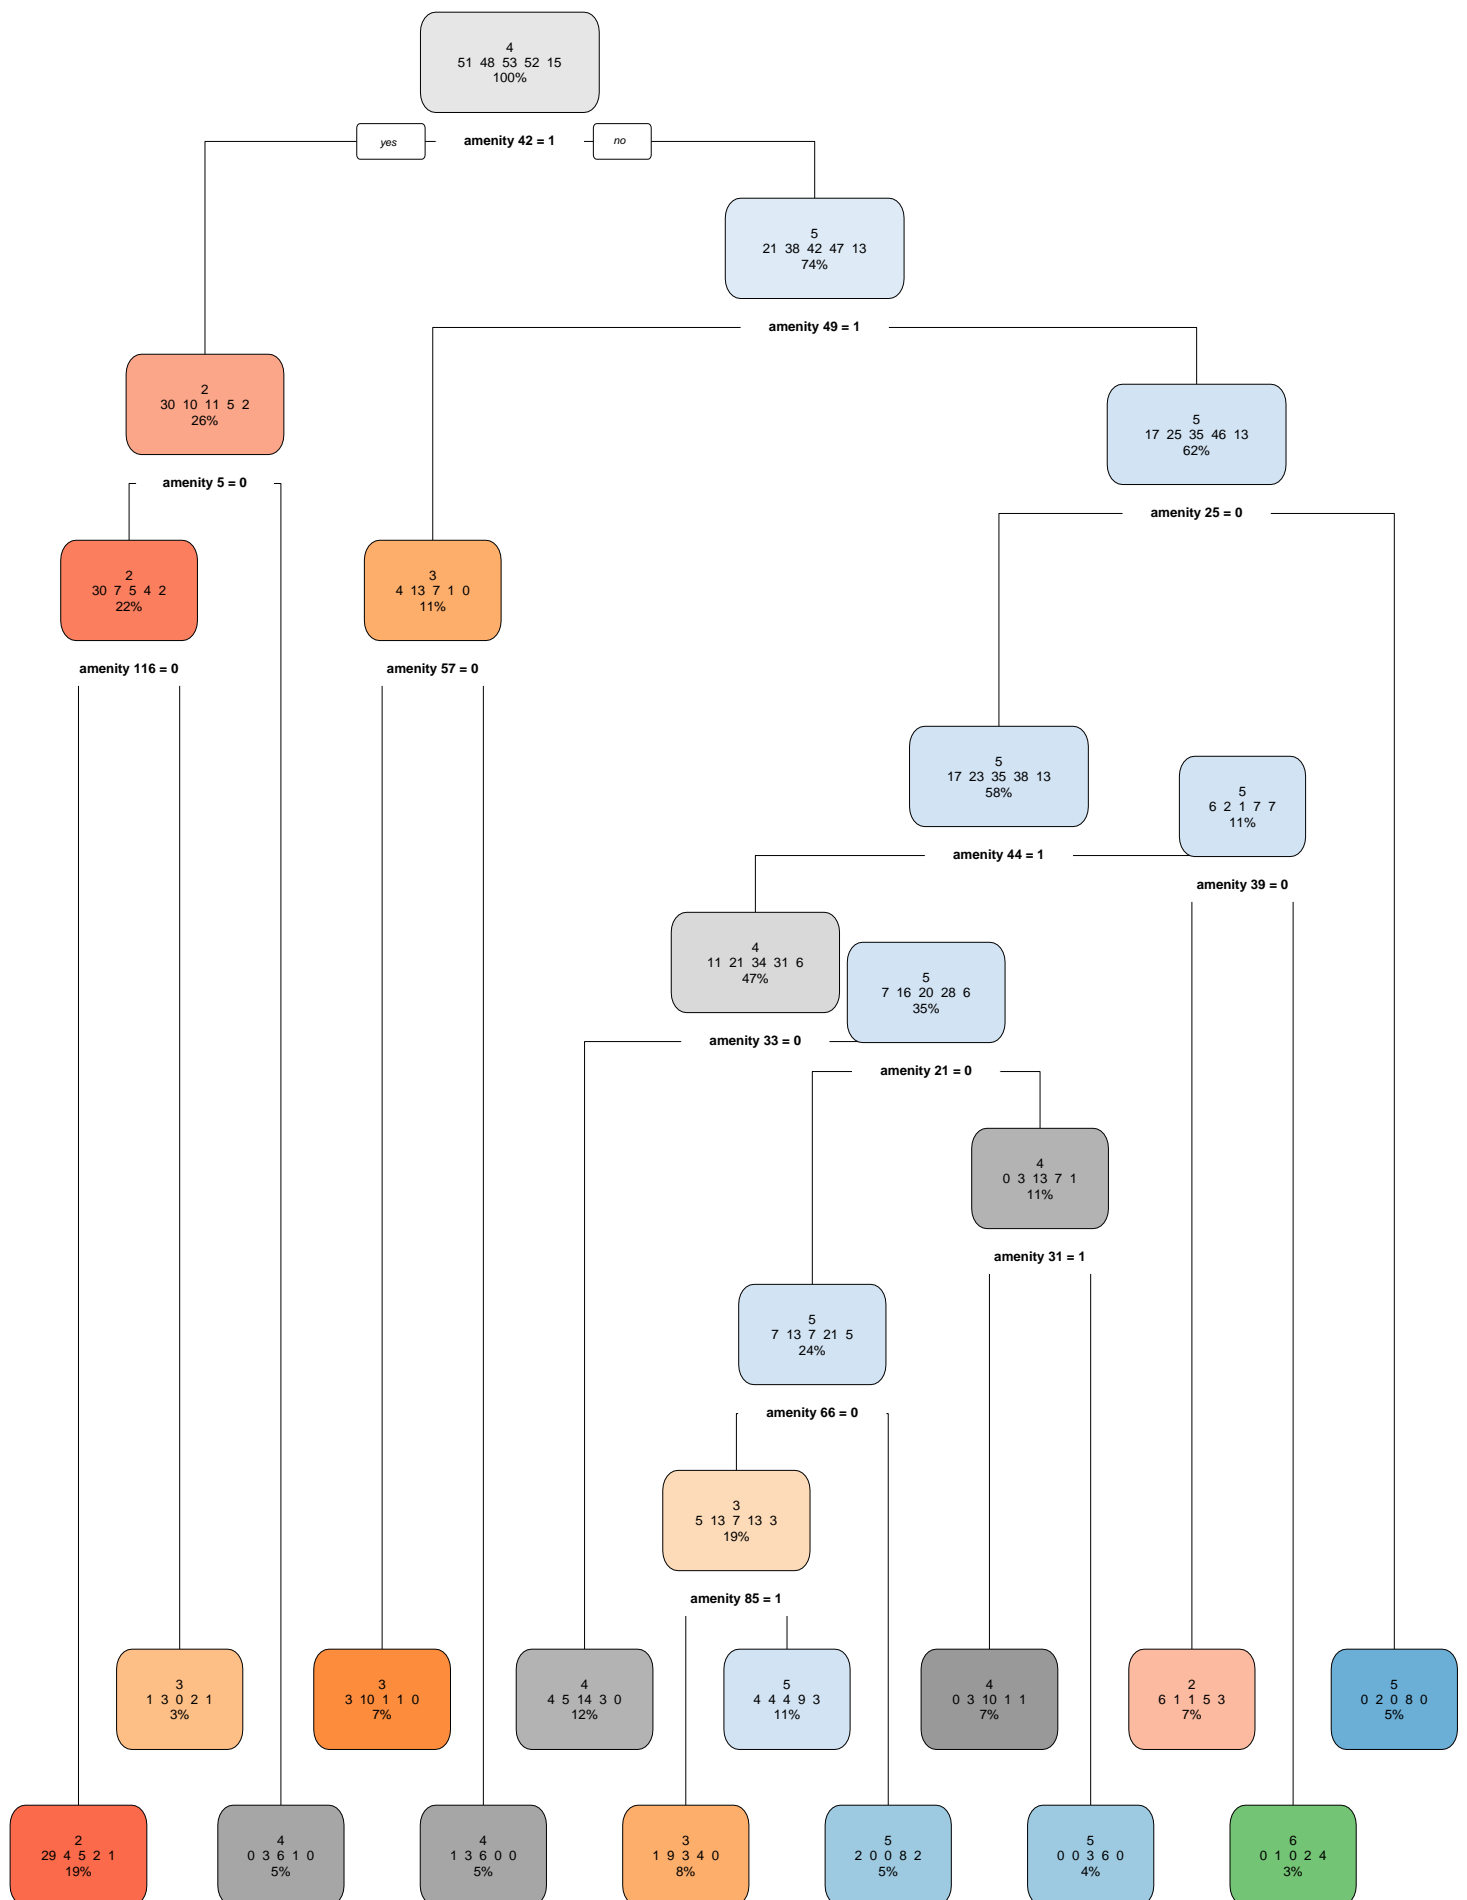 4
51 48 53 52 15
100%
yes
amenity 42 = 1
no
5
21 38 42 47 13
74%
amenity 49 = 1
2
30 10 11 5 2
26%
5
17 25 35 46 13
62%
amenity 5 = 0
amenity 25 = 0
2
30 7 5 4 2
22%
3
4 13 7 1 0
11%
amenity 116 = 0
amenity 57 = 0
5
17 23 35 38 13
58%
5
6 2 1 7 7
11%
amenity 44 = 1
amenity 39 = 0
4
11 21 34 31 6
47%
5
7 16 20 28 6
35%
amenity 33 = 0
amenity 21 = 0
4
0 3 13 7 1
11%
amenity 31 = 1
5
7 13 7 21 5
24%
amenity 66 = 0
3
5 13 7 13 3
19%
amenity 85 = 1
3
1 3 0 2 1
3%
3
3 10 1 1 0
7%
4
4 5 14 3 0
12%
5
4 4 4 9 3
11%
4
0 3 10 1 1
7%
2
6 1 1 5 3
7%
5
0 2 0 8 0
5%
2
29 4 5 2 1
19%
4
0 3 6 1 0
5%
4
1 3 6 0 0
5%
3
1 9 3 4 0
8%
5
2 0 0 8 2
5%
5
0 0 3 6 0
4%
6
0 1 0 2 4
3%